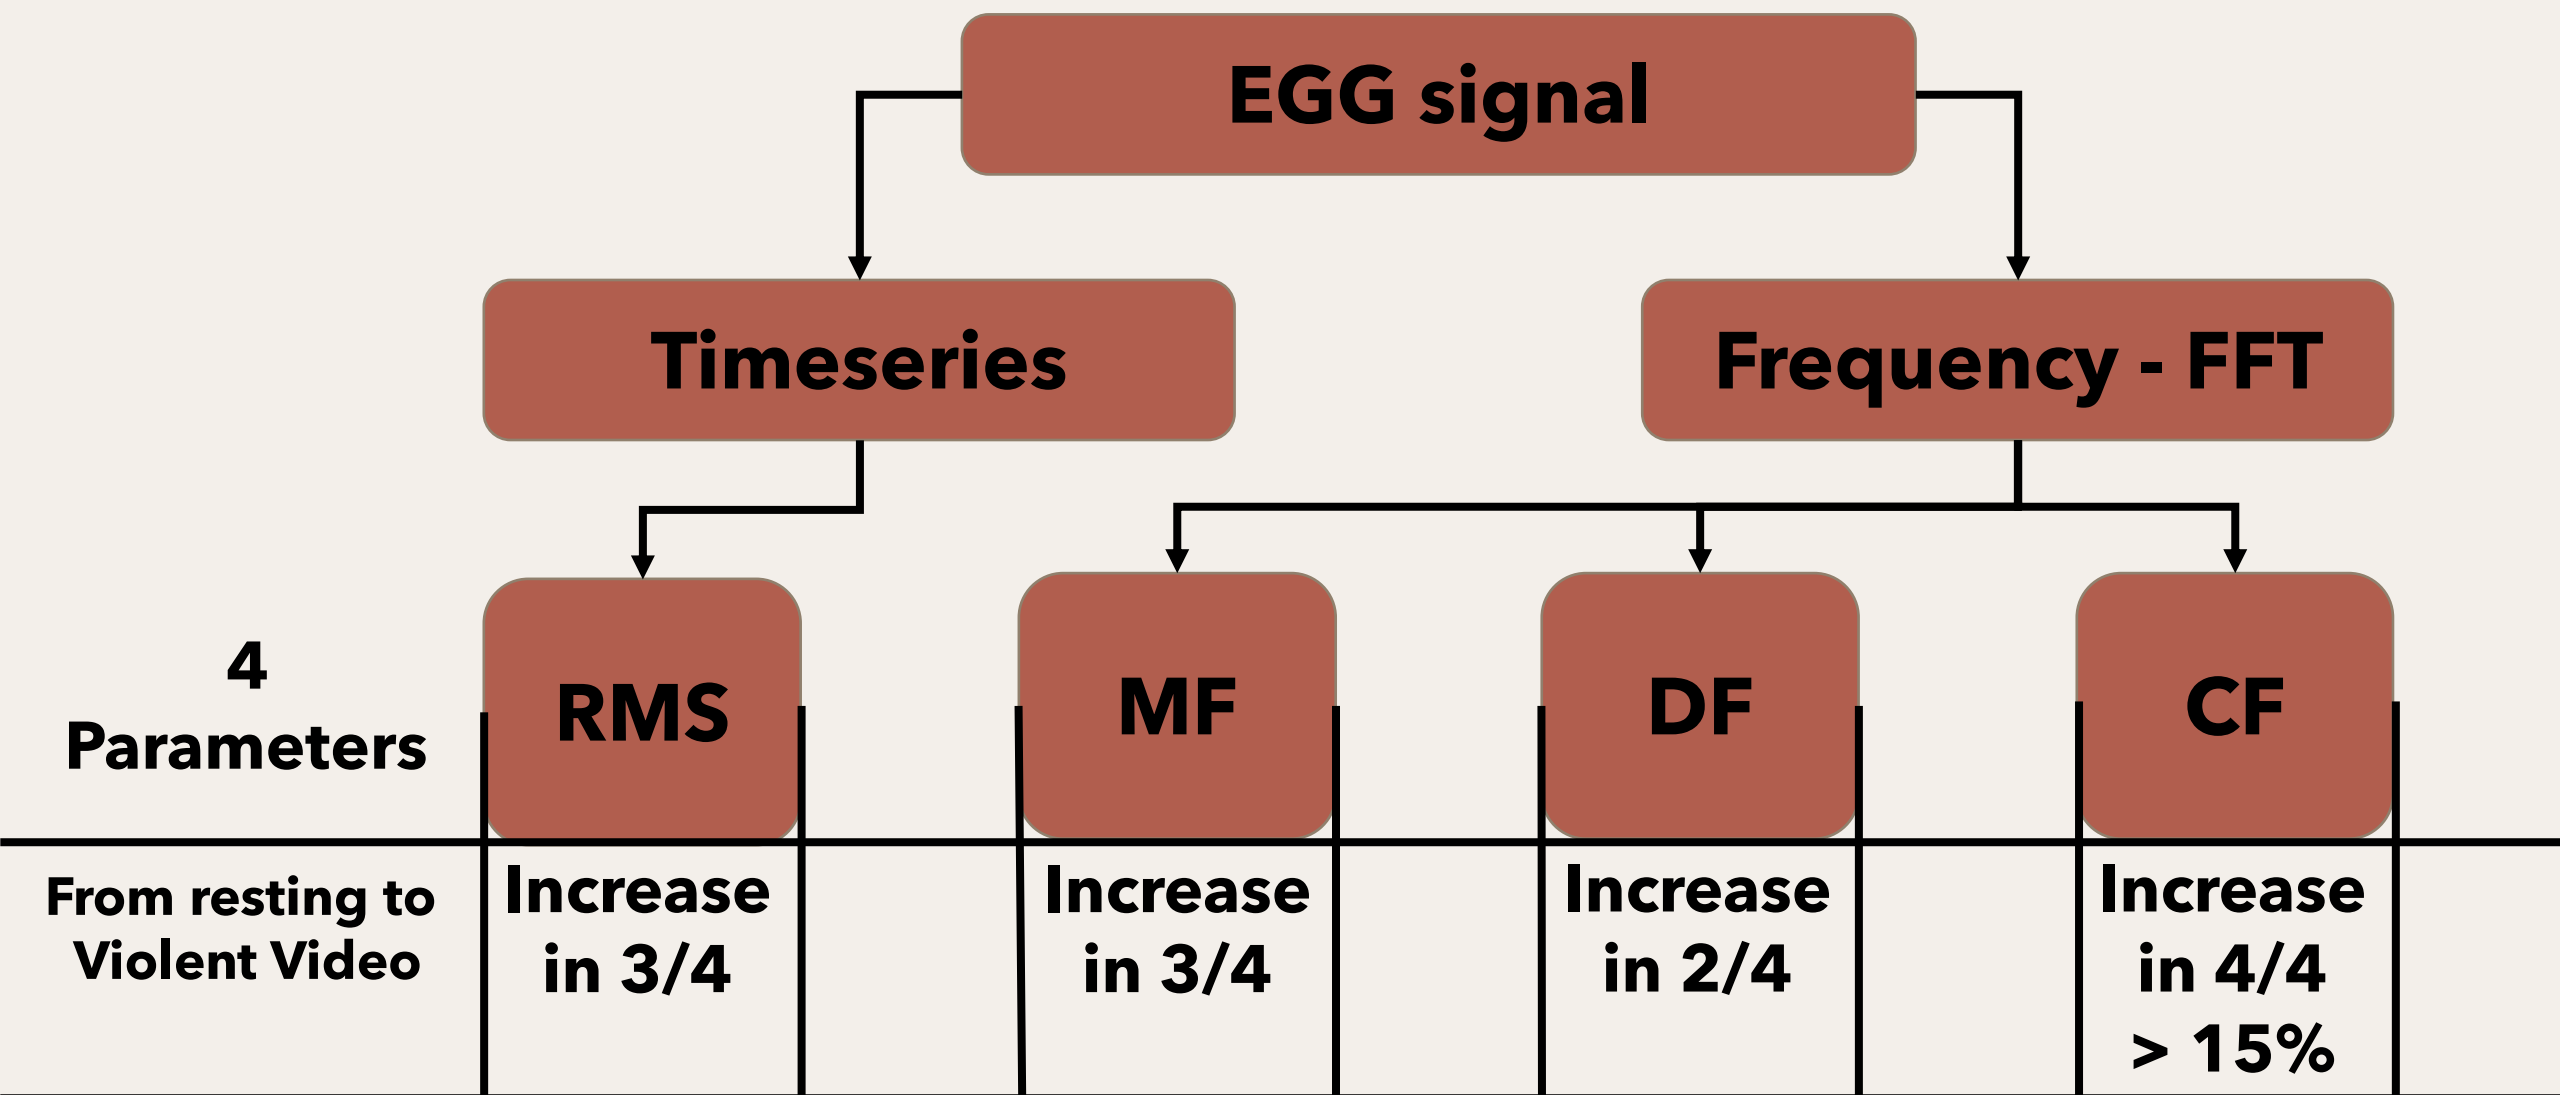 EGG signal
Timeseries
Frequency - FFT
4
Parameters
RMS
MF
DF
CF
From resting to
Violent Video
Increase
in 3/4
Increase
in 3/4
Increase
in 2/4
Increase
in 4/4
> 15%